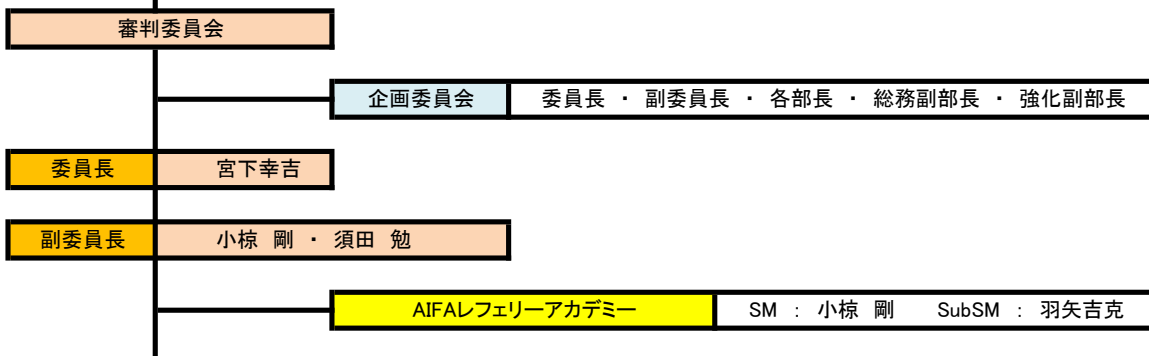 審判委員会
企画委員会 委員長 ・ 副委員長 ・ 各部長 ・ 総務副部長 ・ 強化副部長
委員長 宮下幸吉
副委員長 小椋 剛 ・ 須田 勉
AIFAレフェリーアカデミー SM : 小椋 剛 SubSM : 羽矢吉克